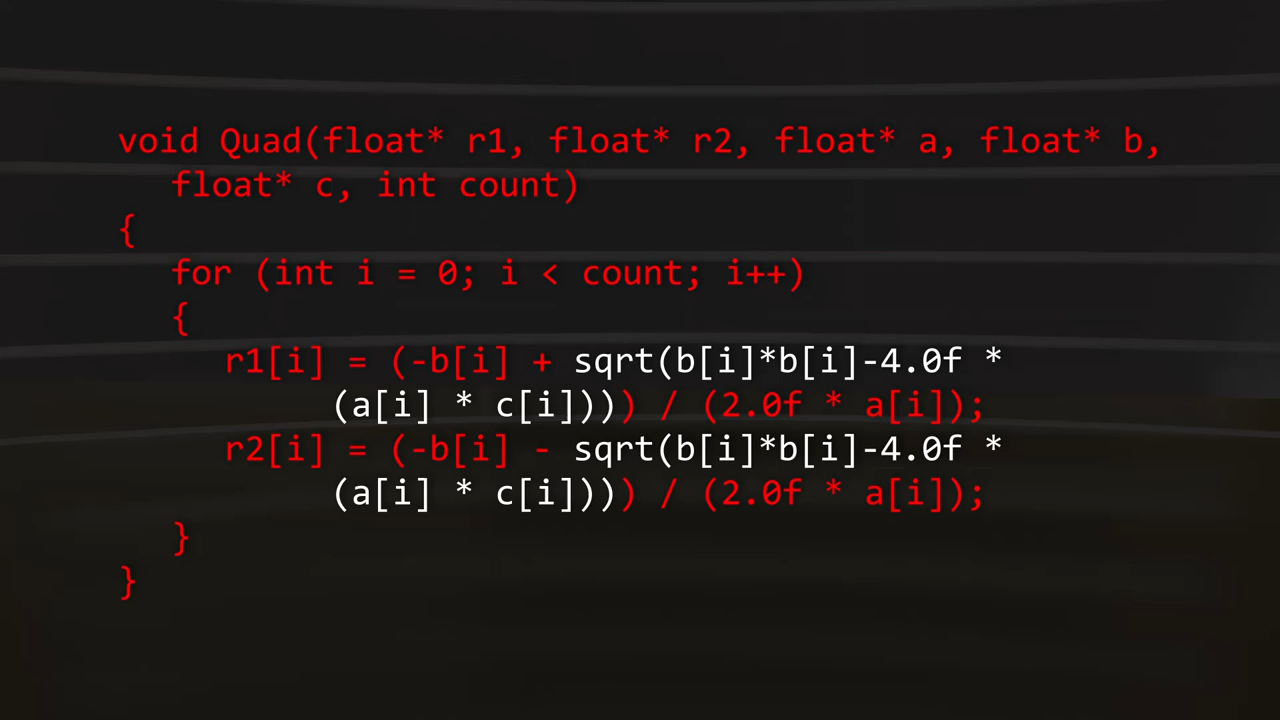 void Quad(float* r1, float* r2, float* a, float* b,
float* c, int count)
{
for (int i = 0; i < count; i++)
{
r1[i] = (-b[i] + sqrt(b[i]*b[i]-4.0f *
(a[i] * c[i]))) / (2.0f * a[i]);
r2[i] = (-b[i] - sqrt(b[i]*b[i]-4.0f *
(a[i] * c[i]))) / (2.0f * a[i]);
}
}